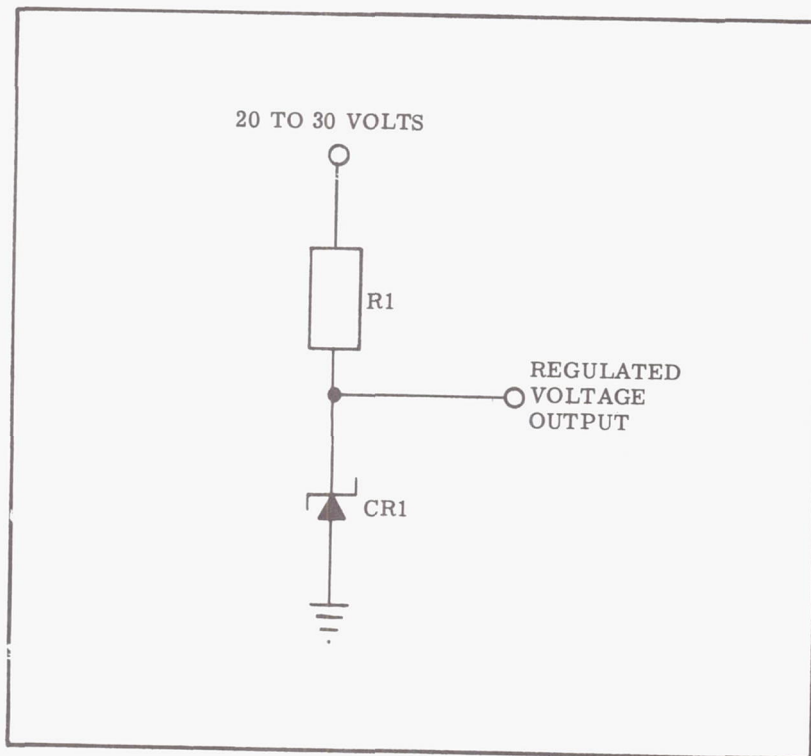 20 TO 30 VOLTS
R1
REGULATED
VOLTAGE
OUTPUT
CR1